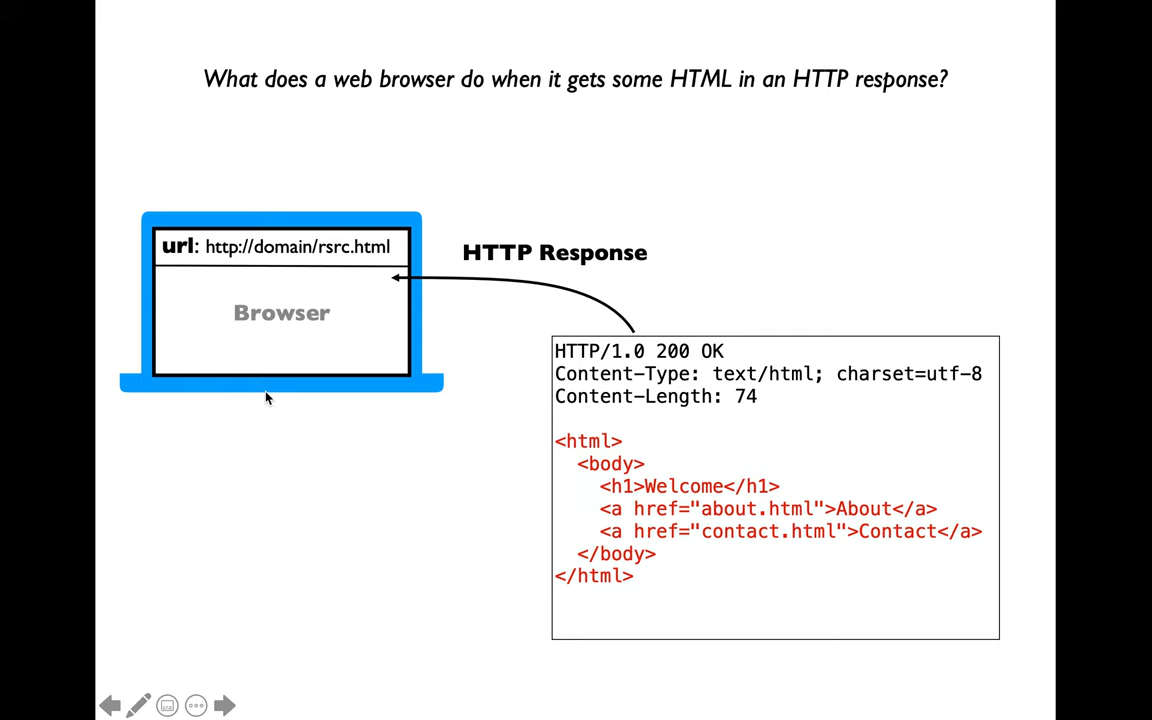 What does a web browser do when it gets some HTML in an HTTP response?
url: http://domain/rsrc.html
Browser
HTTP Response
HTTP/1.0 200 OK
Content-Type: text/html; charset=utf-8
Content-Length: 74
<html>
<body>
<h1>Welcome</h1>
<a href="about.html">About</a>
<a href="contact.html">Contact</a>
</body>
</html>